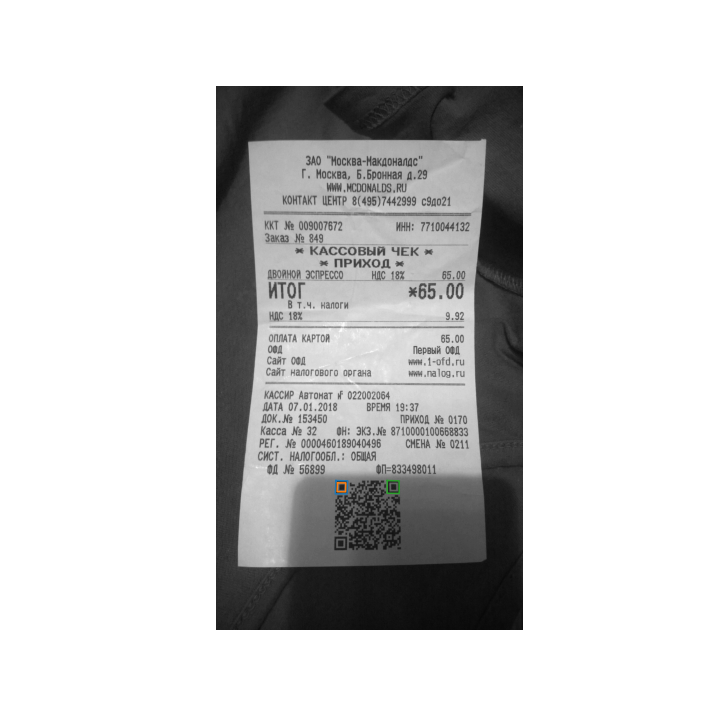 ЗАО "Москва-Макдоналдс"
Г. Москва, Б.Бронная д.29
WWW.MCDONALDS.RU
КОНТАКТ ЦЕНТР 8(495)7442999 с9до21
ККТ № 009007672 ИНН: 7710044132
Заказ № 849
* КАССОВЫЙ ЧЕК *
* ПРИХОД *
ДВОЙНОЙ ЭСПРЕССО НДС 18% 65.00
ИТОГ *65.00
В т.ч. налоги
НДС 18% 9.92
ОПЛАТА КАРТОЙ 65.00
ОФД Первый ОФД
Сайт ОФД www.1-ofd.ru
Сайт налогового органа www.nalog.ru
КАССИР Автомат № 022002064
ДАТА 07.01.2018 ВРЕМЯ 19:37
ДОК.№ 153450 ПРИХОД № 0170
Касса № 32 ФН: ЭКЗ.№ 8710000100668833
РЕГ. № 0000460189040496 СМЕНА № 0211
СИСТ. НАЛОГООБЛ.: ОБЩАЯ
ФД № 56899 ФП=833498011